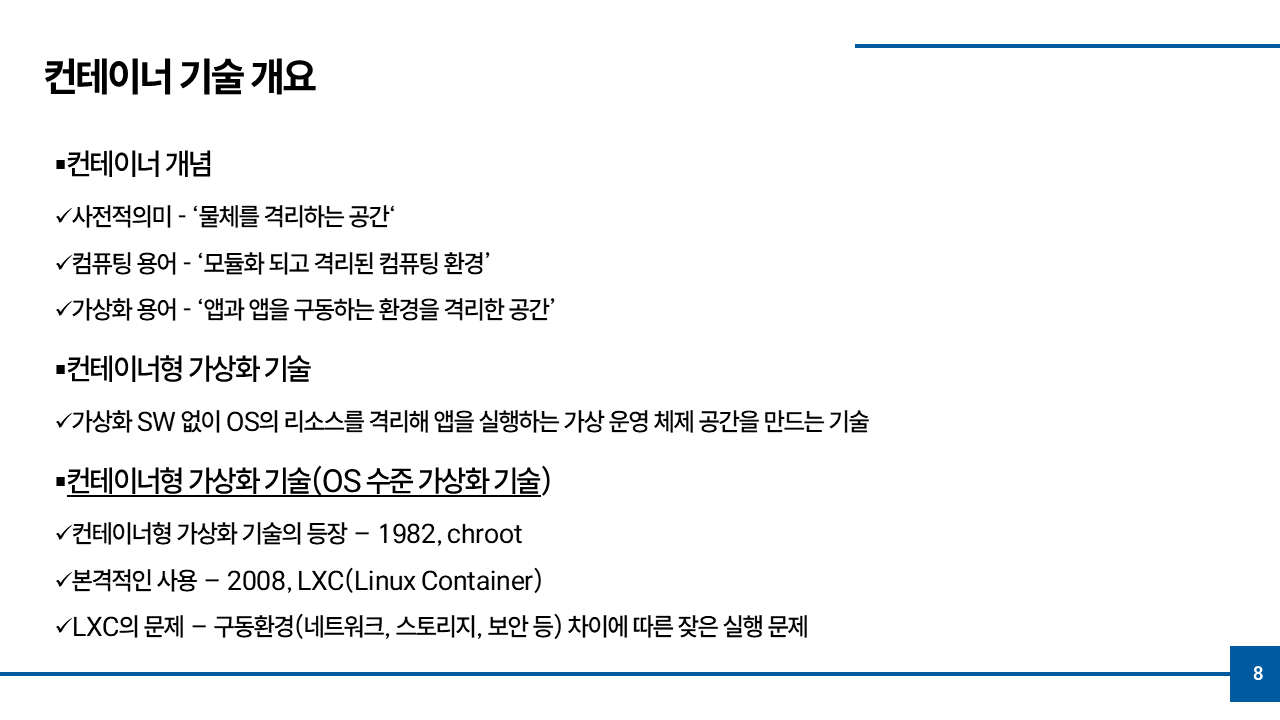 컨테이너 기술 개요
▪컨테이너 개념
✓사전적의미 - ‘물체를 격리하는 공간‘
✓컴퓨팅 용어 - ‘모듈화 되고 격리된 컴퓨팅 환경’
✓가상화 용어 - ‘앱과 앱을 구동하는 환경을 격리한 공간’
▪컨테이너형 가상화 기술
✓가상화 SW 없이 OS의 리소스를 격리해 앱을 실행하는 가상 운영 체제 공간을 만드는 기술
▪컨테이너형 가상화 기술(OS 수준 가상화 기술)
✓컨테이너형 가상화 기술의 등장 – 1982, chroot
✓본격적인 사용 – 2008, LXC(Linux Container)
✓LXC의 문제 – 구동환경(네트워크, 스토리지, 보안 등) 차이에 따른 잦은 실행 문제
8